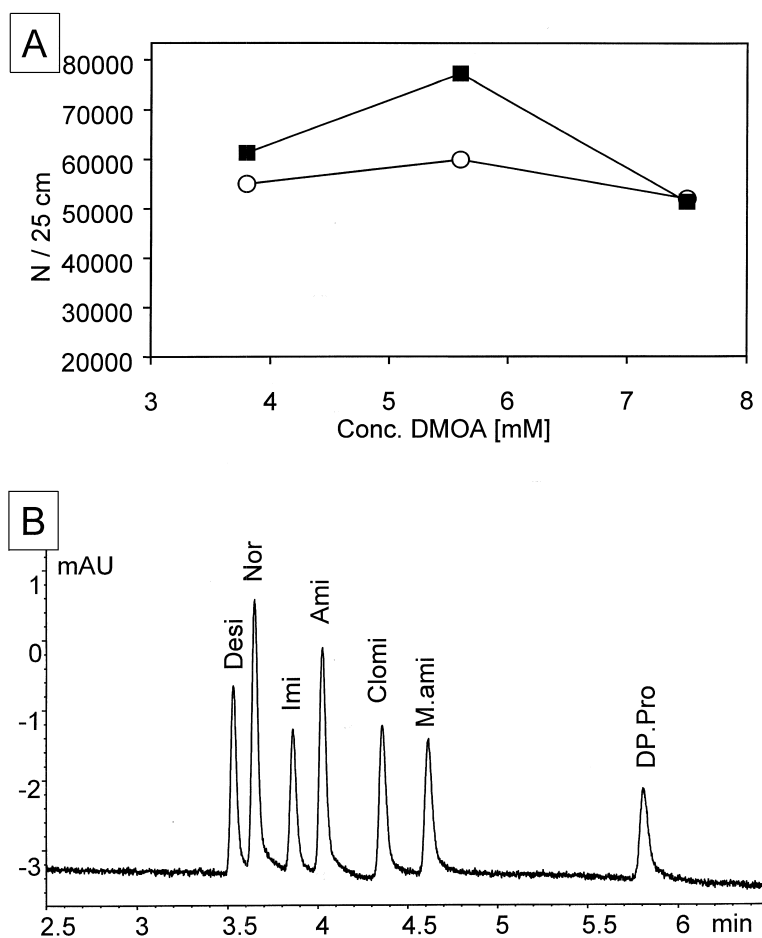 A
80000
70000
60000
50000
40000
30000
20000
N / 25 cm
3 4 5 6 7 8
Conc. DMOA [mM]
B
mAU
1
0
-1
-2
-3
Desi
Nor
Imi
Ami
Clomi
M.ami
DP.Pro
2.5 3 3.5 4 4.5 5 5.5 6 min